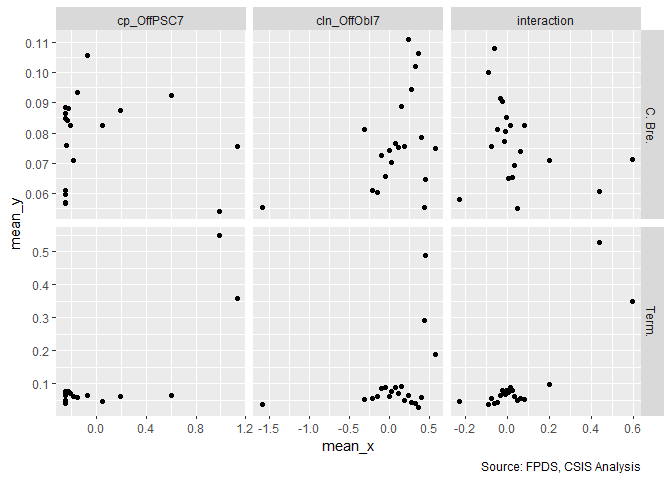 cp_OffPSC7 cln_OffObl7 interaction
0.11
0.10
0.09
0.08
0.07
0.06
C. Bre.
mean_y
0.5
0.4
0.3
0.2
0.1
Term.
0.0 0.4 0.8 1.2 -1.5 -1.0 -0.5 0.0 0.5 -0.2 0.0 0.2 0.4 0.6
mean_x
Source: FPDS, CSIS Analysis